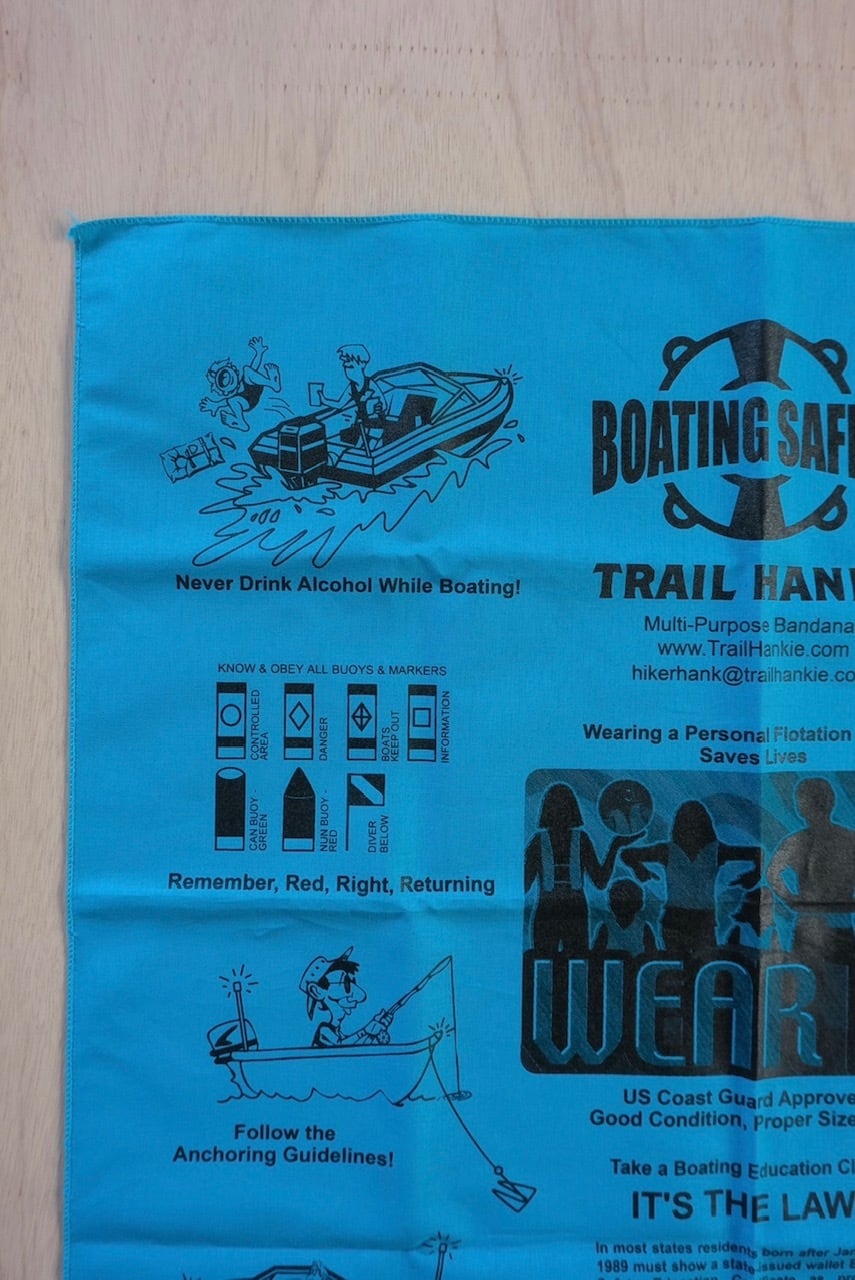 BOATING
TRAIL
Multi-Purpose Bandana
www.TrailHankie.com
Never Drink Alcohol While Boating!
KNOW & OBEY ALL BUOYS & MARKERS
CONTROLLED
AREA
DANGER
BOATS
KEEP OUT
INFORMATION
CAN BUOY -
GREEN
NUN BUOY -
RED
DIVER
BELOW
Remember, Red, Right, Returning
Follow the
Anchoring Guidelines!
Wearing a Personal Flotation
Saves Lives
WEAR
US Coast Guard
Good Condition, Proper Size
Take a Boating Education
IT'S THE LAW
In most states residents born after
1989 must show a state issued wallet